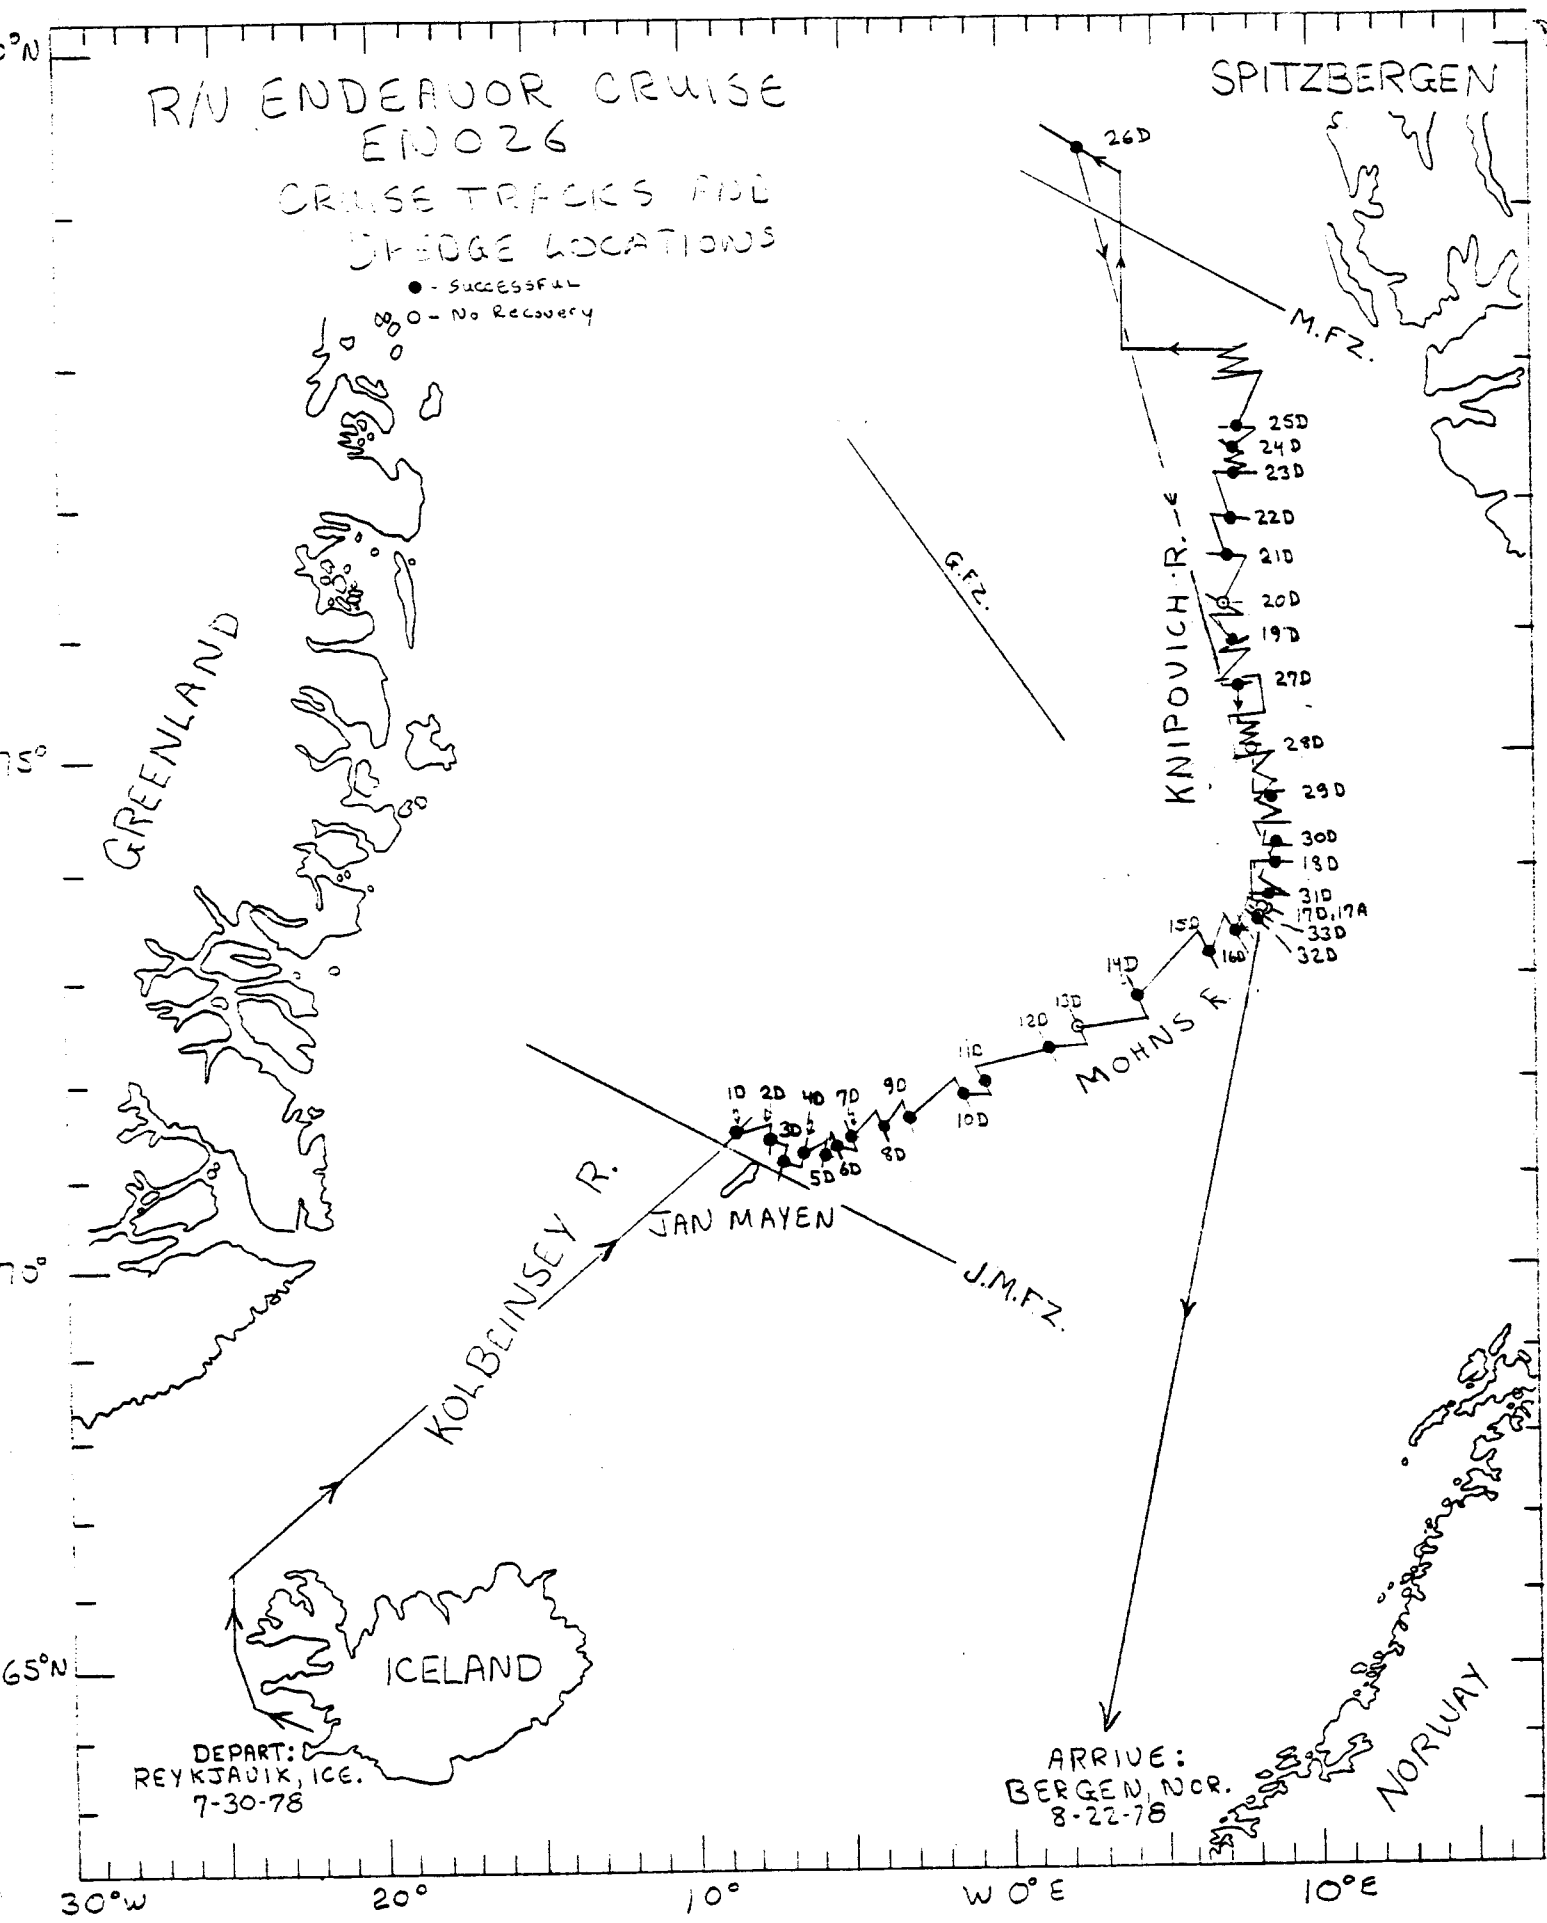 R/V ENDEAVOR CRUISE
EN026
CRUISE TRACKS AND
DREDGE LOCATIONS
● - SUCCESSFUL
○ - No Recovery
SPITZBERGEN
26D
M.FZ.
25D
24D
23D
22D
21D
20D
19D
27D
28D
29D
30D
18D
31D
17D,17A
33D
32D
G.F.Z.
KNIPOVICH R.
GREENLAND
75°
15D
16D
14D
13D
12D
11D
10D
MOHNS
9D
8D
7D
6D
5D
4D
3D
2D
1D
JAN MAYEN
J.M.F.Z.
KOLBEINSEY R.
70°
65°N
ICELAND
DEPART:
REYKJAVIK, ICE.
7-30-78
ARRIVE:
BERGEN, NOR.
8-22-78
NORWAY
30°W
20°
10°
W 0° E
10°E